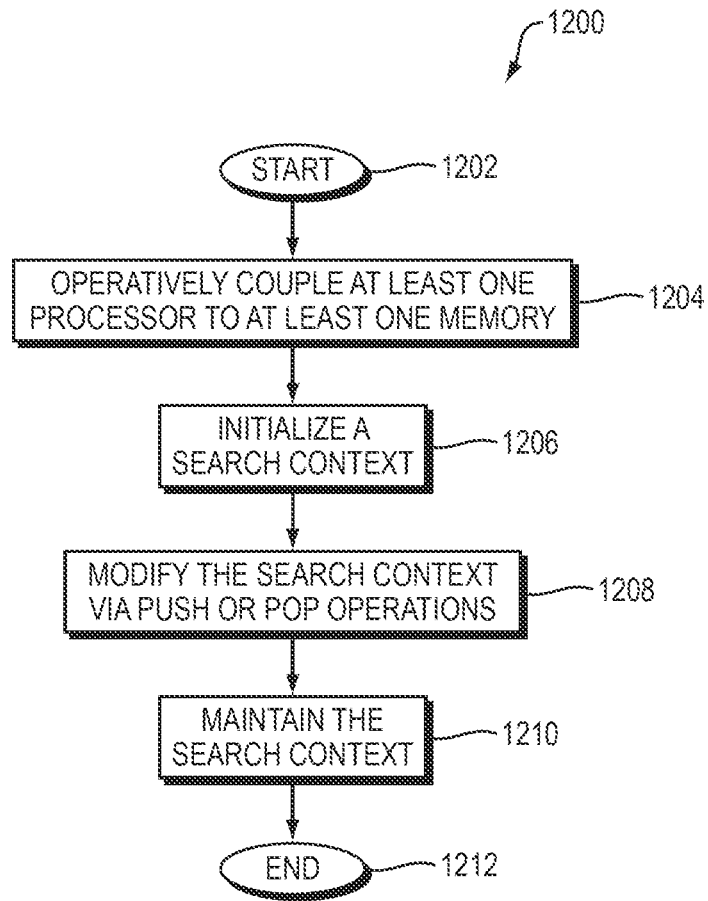 1200
START
1202
OPERATIVELY COUPLE AT LEAST ONE
PROCESSOR TO AT LEAST ONE MEMORY
1204
INITIALIZE A
SEARCH CONTEXT
1206
MODIFY THE SEARCH CONTEXT
VIA PUSH OR POP OPERATIONS
1208
MAINTAIN THE
SEARCH CONTEXT
1210
END
1212